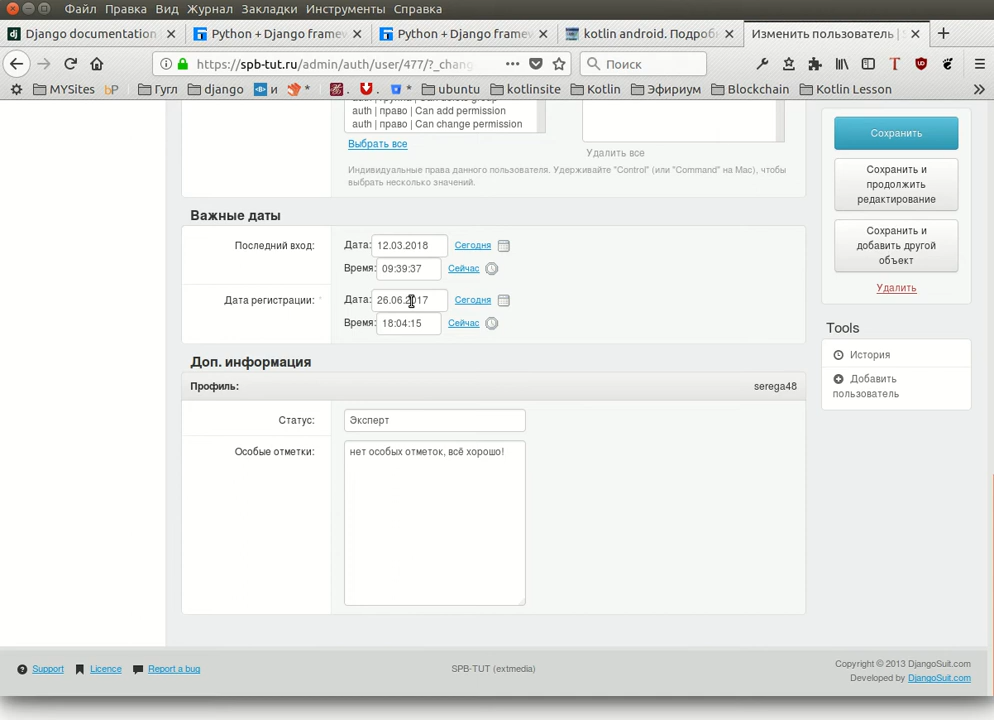 Файл Правка Вид Журнал Закладки Инструменты Справка
Django documentation Python + Django framew Python + Django framew kotlin android. Подроб Изменить пользователь | S
https://spb-tut.ru/admin/auth/user/477/?_chang Поиск
MYSites bP Гугл django и * . . * ubuntu kotlinsite Kotlin Эфириум Blockchain Kotlin Lesson
auth | право | Can add permission
auth | право | Can change permission
Выбрать все
Удалить все
Индивидуальные права данного пользователя. Удерживайте "Control" (или "Command" на Mac), чтобы
выбрать несколько значений.
Важные даты
Последний вход: Дата: 12.03.2018 Сегодня
Время: 09:39:37 Сейчас
Дата регистрации: * Дата: 26.06.2017 Сегодня
Время: 18:04:15 Сейчас
Доп. информация
Профиль: serega48
Статус: Эксперт
Особые отметки: нет особых отметок, всё хорошо!
Сохранить
Сохранить и
продолжить
редактирование
Сохранить и
добавить другой
объект
Удалить
Tools
История
Добавить
пользователь
Support Licence Report a bug
SPB-TUT (extmedia)
Copyright © 2013 DjangoSuit.com
Developed by DjangoSuit.com